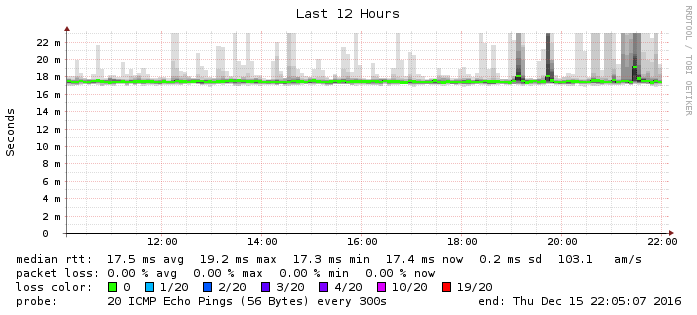 Last 12 Hours
RRDTOOL / TOBI OETIKER
Seconds
22 m
20 m
18 m
16 m
14 m
12 m
10 m
8 m
6 m
4 m
2 m
0
12:00 14:00 16:00 18:00 20:00 22:00
median rtt: 17.5 ms avg 19.2 ms max 17.3 ms min 17.4 ms now 0.2 ms sd 103.1 am/s
packet loss: 0.00 % avg 0.00 % max 0.00 % min 0.00 % now
loss color: 0 1/20 2/20 3/20 4/20 10/20 19/20
probe: 20 ICMP Echo Pings (56 Bytes) every 300s end: Thu Dec 15 22:05:07 2016